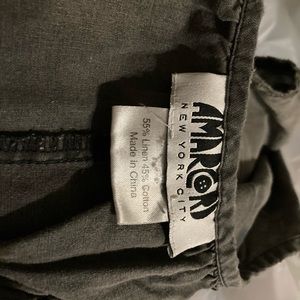 AMARCORD
NEW YORK CITY
55% Linen 45% Cotton
Made in China